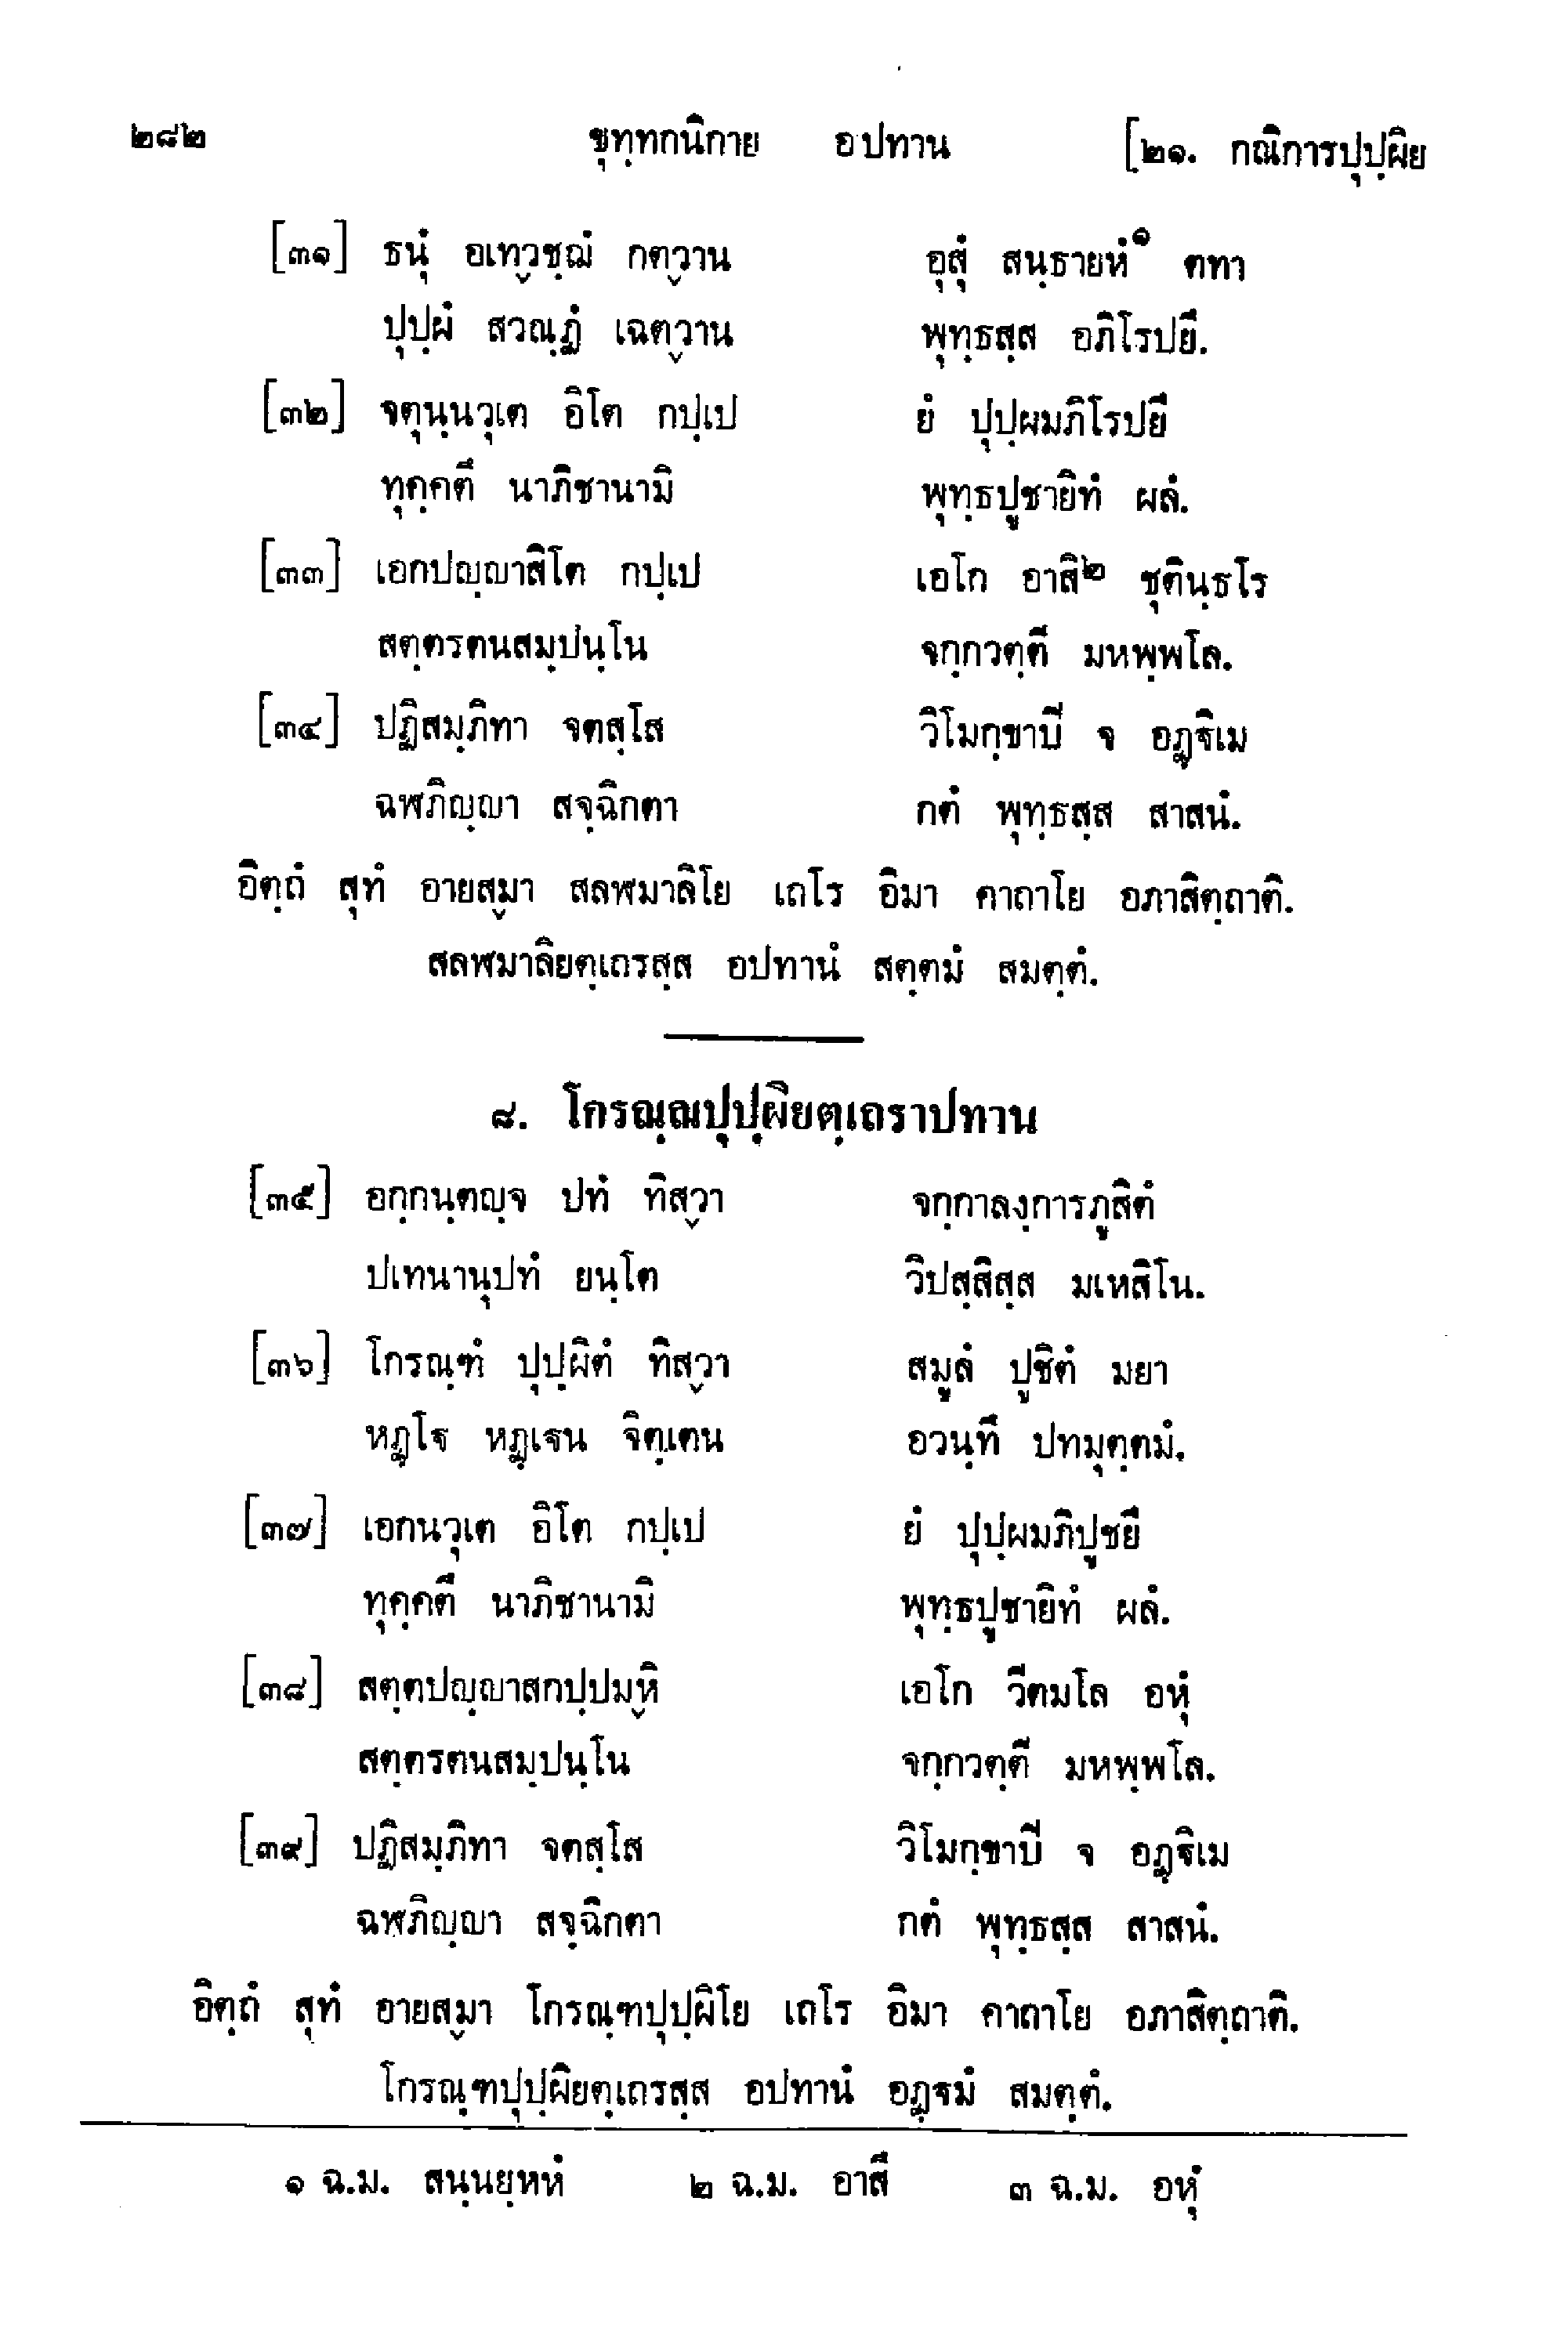 ๒๘๒ ขุทฺทกนิกาย อปทาน [๒๑. กณิการปุปฺผิย
[๓๑] ธนุํ อเทฺวชฺฌํ กตฺวาน อุสุํ สนฺธายหํ๑ ตทา
ปุปฺผํ สวณฺฏํ เฉตฺวาน พุทฺธสฺส อภิโรปยึ.
[๓๒] จตุนฺนวุเต อิโต กปฺเป ยํ ปุปฺผมภิโรปยึ
ทุคฺคตึ นาภิชานามิ พุทฺธปูชายิทํ ผลํ.
[๓๓] เอกปญฺญาสิโต กปฺเป เอโก อาสิ๒ ชุตินฺธโร
สตฺตรตนสมฺปนฺโน จกฺกวตฺตี มหพฺพโล.
[๓๔] ปฏิสมฺภิทา จตสฺโส วิโมกฺขาปี จ อฏฺฐิเม
ฉฬภิญฺญา สจฺฉิกตา กตํ พุทฺธสฺส สาสนํ.
อิตฺถํ สุทํ อายสฺมา สลฬมาลิโย เถโร อิมา คาถาโย อภาสิตฺถาติ.
สลฬมาลิยตฺเถรสฺส อปทานํ สตฺตมํ สมตฺตํ.
๘. โกรณฺณปุปฺผิยตฺเถราปทาน
[๓๕] อกฺกนฺตญฺจ ปทํ ทิสฺวา จกฺกาลงฺการภูสิตํ
ปเทนานุปทํ ยนฺโต วิปสฺสิสฺส มเหสิโน.
[๓๖] โกรณฺฑํ ปุปฺผิตํ ทิสฺวา สมูลํ ปูชิตํ มยา
หฏฺโฐ หฏฺเฐน จิตฺเตน อวนฺทึ ปทมุตฺตมํ.
[๓๗] เอกนวุเต อิโต กปฺเป ยํ ปุปฺผมภิปูชยึ
ทุคฺคตึ นาภิชานามิ พุทฺธปูชายิทํ ผลํ.
[๓๘] สตฺตปญฺญาสกปฺปมฺหิ เอโก วีตมโล อหุํ
สตฺตรตนสมฺปนฺโน จกฺกวตฺตี มหพฺพโล.
[๓๙] ปฏิสมฺภิทา จตสฺโส วิโมกฺขาปี จ อฏฺฐิเม
ฉฬภิญฺญา สจฺฉิกตา กตํ พุทฺธสฺส สาสนํ.
อิตฺถํ สุทํ อายสฺมา โกรณฺฑปุปฺผิโย เถโร อิมา คาถาโย อภาสิตฺถาติ.
โกรณฺฑปุปฺผิยตฺเถรสฺส อปทานํ อฏฺฐมํ สมตฺตํ.
๑ ฉ.ม. สนฺนยฺหหํ ๒ ฉ.ม. อาสึ ๓ ฉ.ม. อหุํ